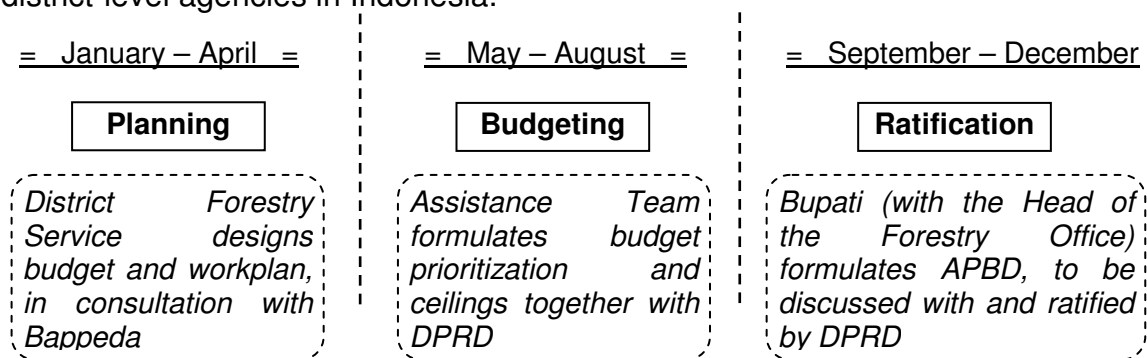 district-level agencies in Indonesia.
= January – April =
Planning
District Forestry
Service designs
budget and workplan,
in consultation with
Bappeda
= May – August =
Budgeting
Assistance Team
formulates budget
prioritization and
ceilings together with
DPRD
= September – December
Ratification
Bupati (with the Head of
the Forestry Office)
formulates APBD, to be
discussed with and ratified
by DPRD